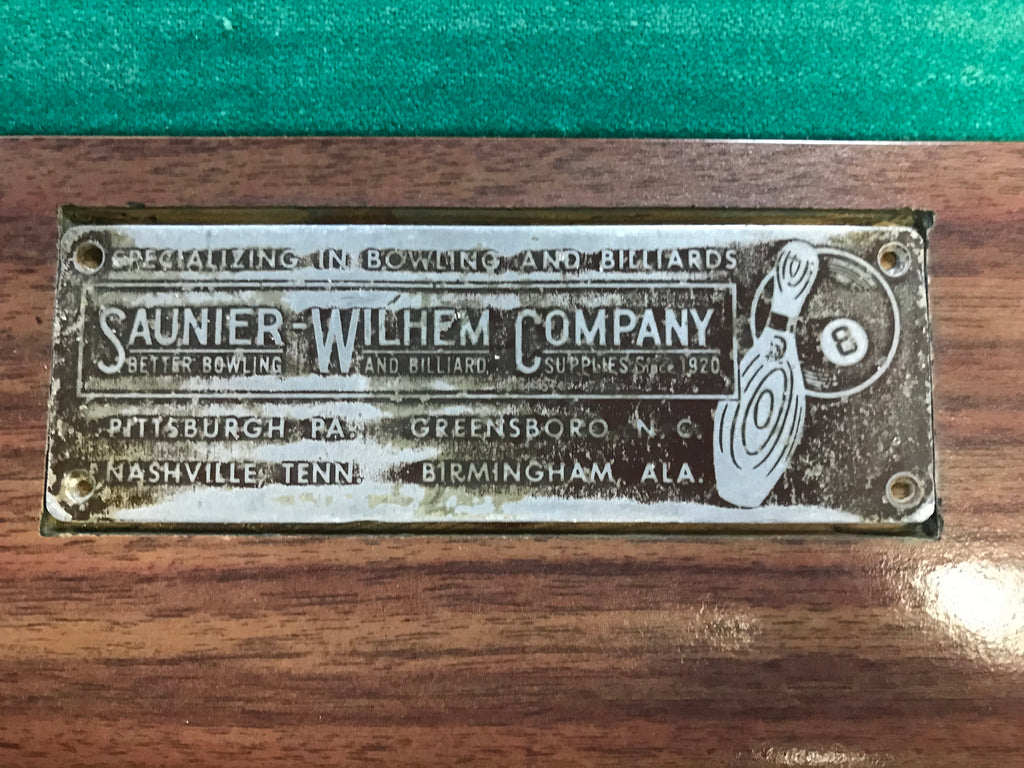 SPECIALIZING IN BOWLING AND BILLIARDS
SAUNIER-WILHEM COMPANY
BETTER BOWLING AND BILLIARD SUPPLIES Since 1920
8
PITTSBURGH, PA. GREENSBORO N. C.
NASHVILLE, TENN. BIRMINGHAM, ALA.